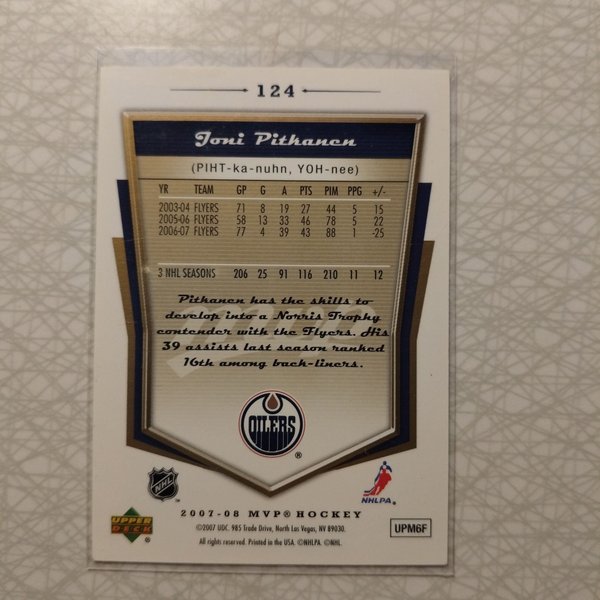 124
Joni Pitkanen
(PIHT-ka-nuhn, YOH-nee)
YR TEAM GP G A PTS PIM PPG +/-
2003-04 FLYERS 71 8 19 27 44 5 15
2005-06 FLYERS 58 13 33 46 78 5 22
2006-07 FLYERS 77 4 39 43 88 1 -25
3 NHL SEASONS 206 25 91 116 210 11 12
Pitkanen has the skills to
develop into a Norris Trophy
contender with the Flyers. His
39 assists last season ranked
16th among back-liners.
OILERS
®
NHL
NHLPA.
2007-08 MVP® HOCKEY
UPPER
DECK
®
©2007 UDC. 985 Trade Drive, North Las Vegas, NV 89030.
All rights reserved. Printed in the USA. ©NHLPA. ©NHL.
UPM6F